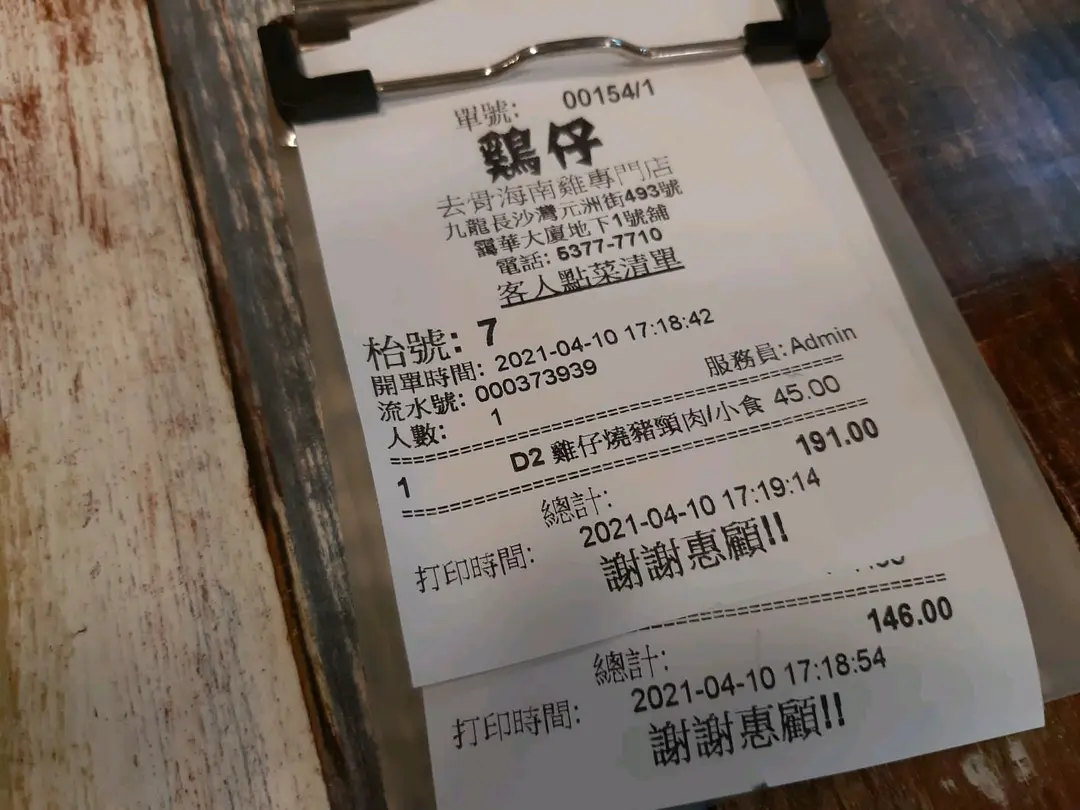 單號: 00154/1
鷄仔
去骨海南雞專門店
九龍長沙灣元洲街493號
靄華大廈地下1號舖
電話: 5377-7710
客人點菜清單
枱號: 7
開單時間: 2021-04-10 17:18:42
流水號: 000373939 服務員: Admin
人數: 1
1 D2 雞仔燒豬頸肉/小食 45.00
總計: 191.00
打印時間: 2021-04-10 17:19:14
謝謝惠顧!!
總計: 146.00
打印時間: 2021-04-10 17:18:54
謝謝惠顧!!